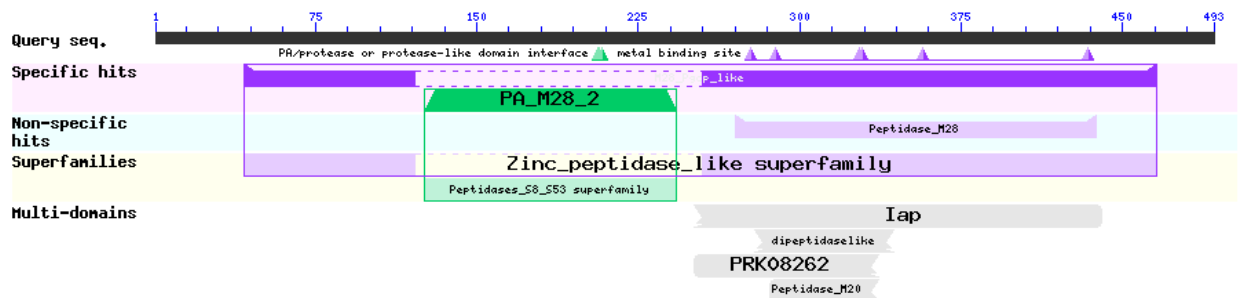 1 75 150 225 300 375 450 493
Query seq.
PA/protease or protease-like domain interface metal binding site
Specific hits p_like
PA_M28_2
Non-specific hits
Peptidase_M28
Superfamilies Zinc_peptidase_like superfamily
Peptidases_S8_S53 superfamily
Multi-domains Iap
dipeptidaselike
PRK08262
Peptidase_M20